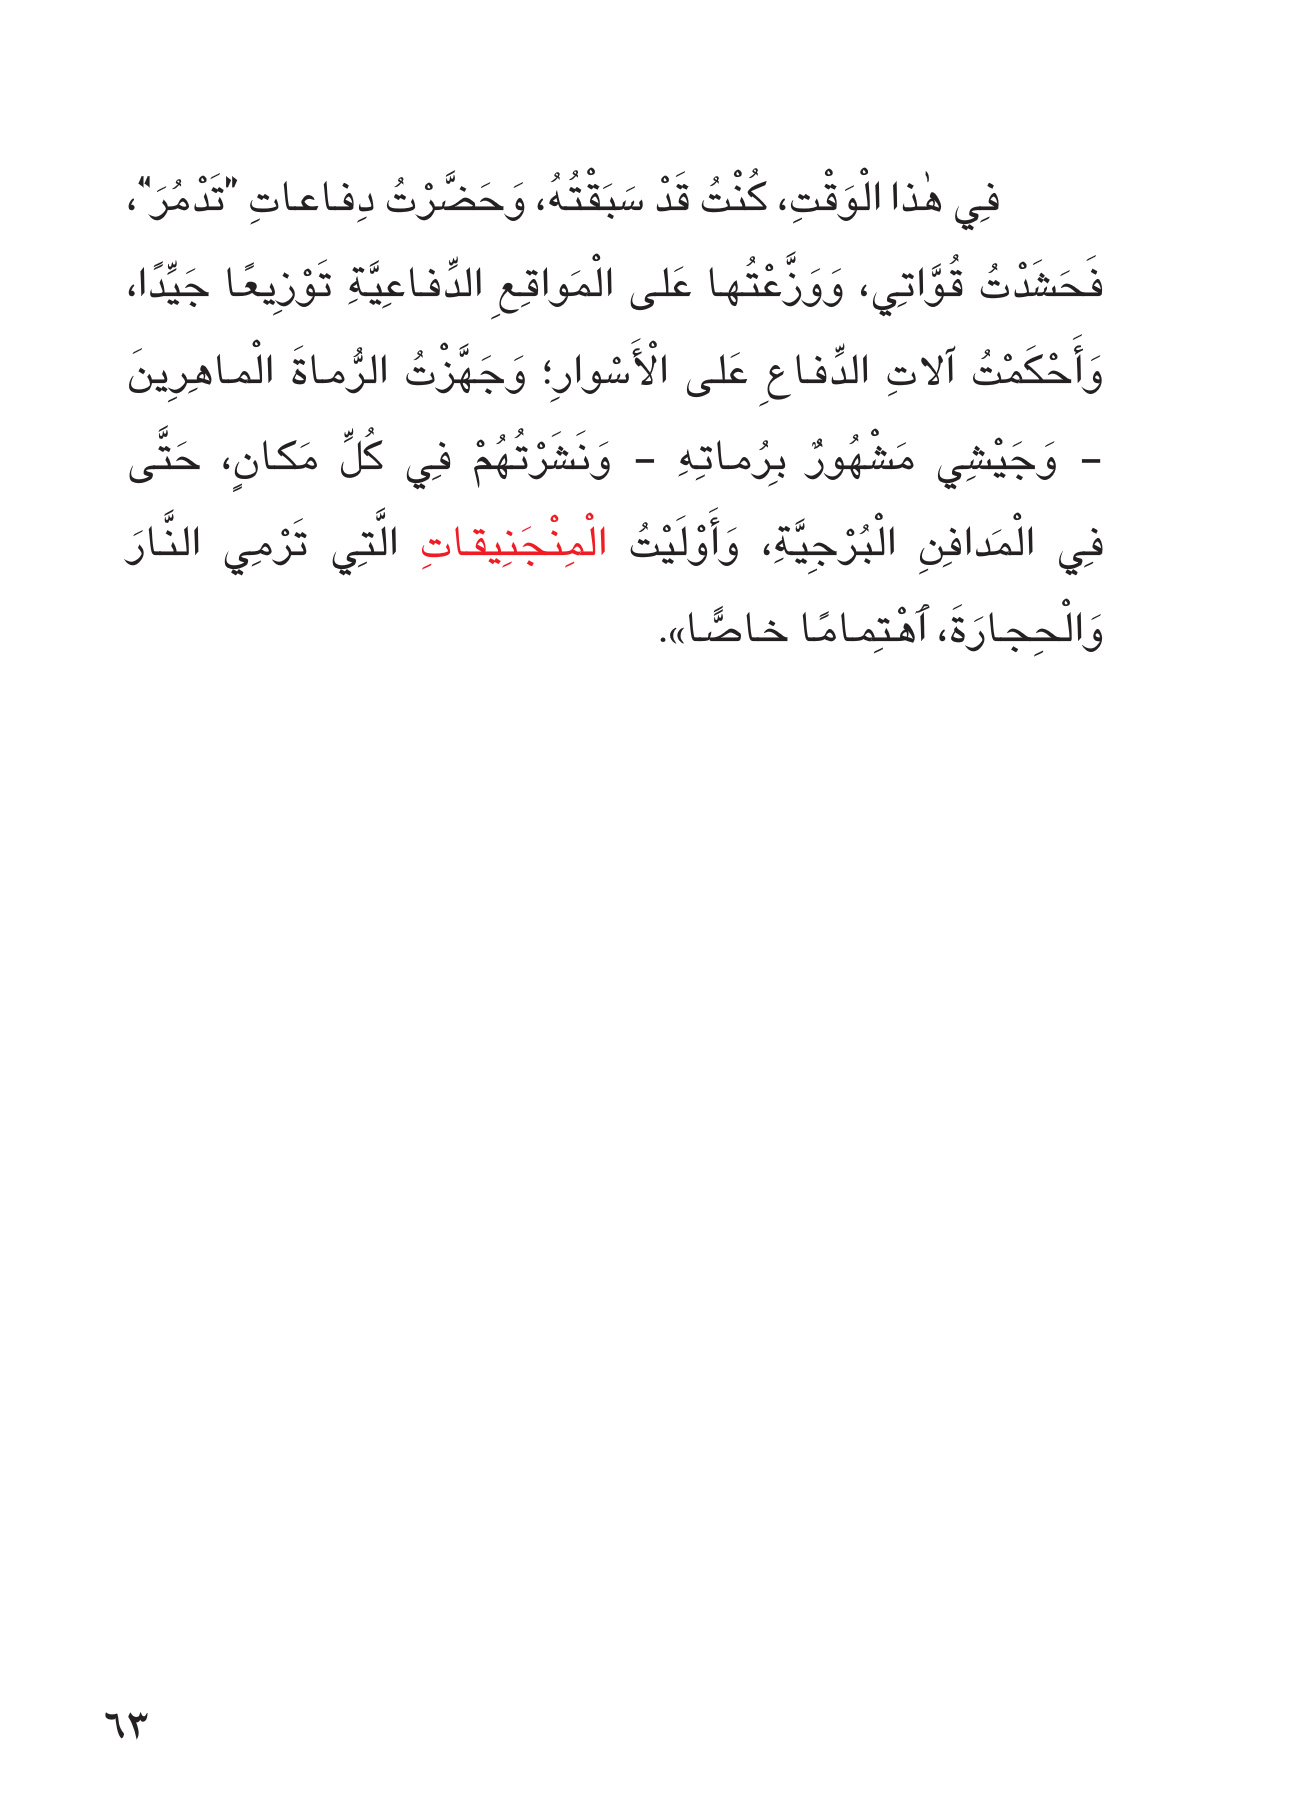 فِي هٰذا الْوَقْتِ، كُنْتُ قَدْ سَبَقْتُهُ، وَحَضَّرْتُ دِفاعاتِ ”تَدْمُرَ“،
فَحَشَدْتُ قُوَّاتِي، وَوَزَّعْتُها عَلى الْمَواقِعِ الدِّفاعِيَّةِ تَوْزِيعًا جَيِّدًا،
وَأَحْكَمْتُ آلاتِ الدِّفاعِ عَلى الْأَسْوارِ؛ وَجَهَّزْتُ الرُّماةَ الْماهِرِينَ
– وَجَيْشِي مَشْهُورٌ بِرُماتِهِ – وَنَشَرْتُهُمْ فِي كُلِّ مَكانٍ، حَتَّى
فِي الْمَدافِنِ الْبُرْجِيَّةِ، وَأَوْلَيْتُ الْمِنْجَنِيقاتِ الَّتِي تَرْمِي النَّارَ
وَالْحِجارَةَ، ٱهْتِمامًا خاصًّا».
٦٣